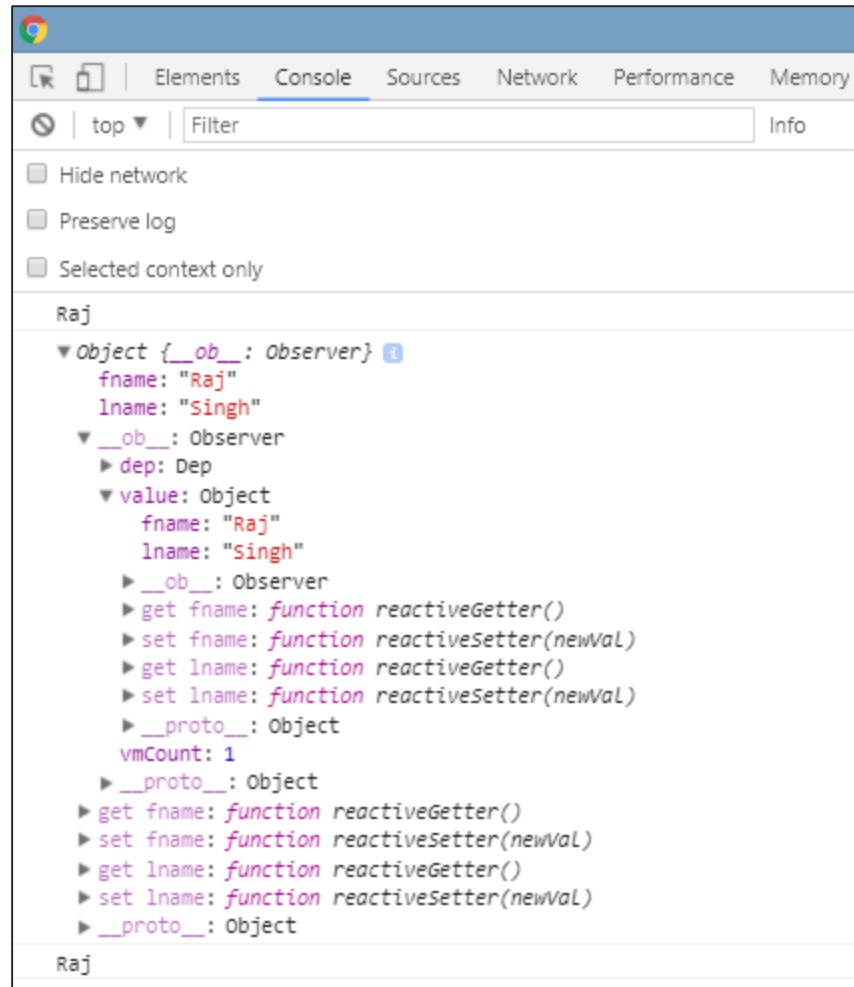 Elements Console Sources Network Performance Memory
top ▼ Filter Info
Hide network
Preserve log
Selected context only
Raj
▼ Object {__ob__: Observer} i
fname: "Raj"
lname: "Singh"
▼ __ob__: Observer
▶ dep: Dep
▼ value: Object
fname: "Raj"
lname: "Singh"
▶ __ob__: Observer
▶ get fname: function reactiveGetter()
▶ set fname: function reactiveSetter(newVal)
▶ get lname: function reactiveGetter()
▶ set lname: function reactiveSetter(newVal)
▶ __proto__: Object
vmCount: 1
▶ __proto__: Object
▶ get fname: function reactiveGetter()
▶ set fname: function reactiveSetter(newVal)
▶ get lname: function reactiveGetter()
▶ set lname: function reactiveSetter(newVal)
▶ __proto__: Object
Raj